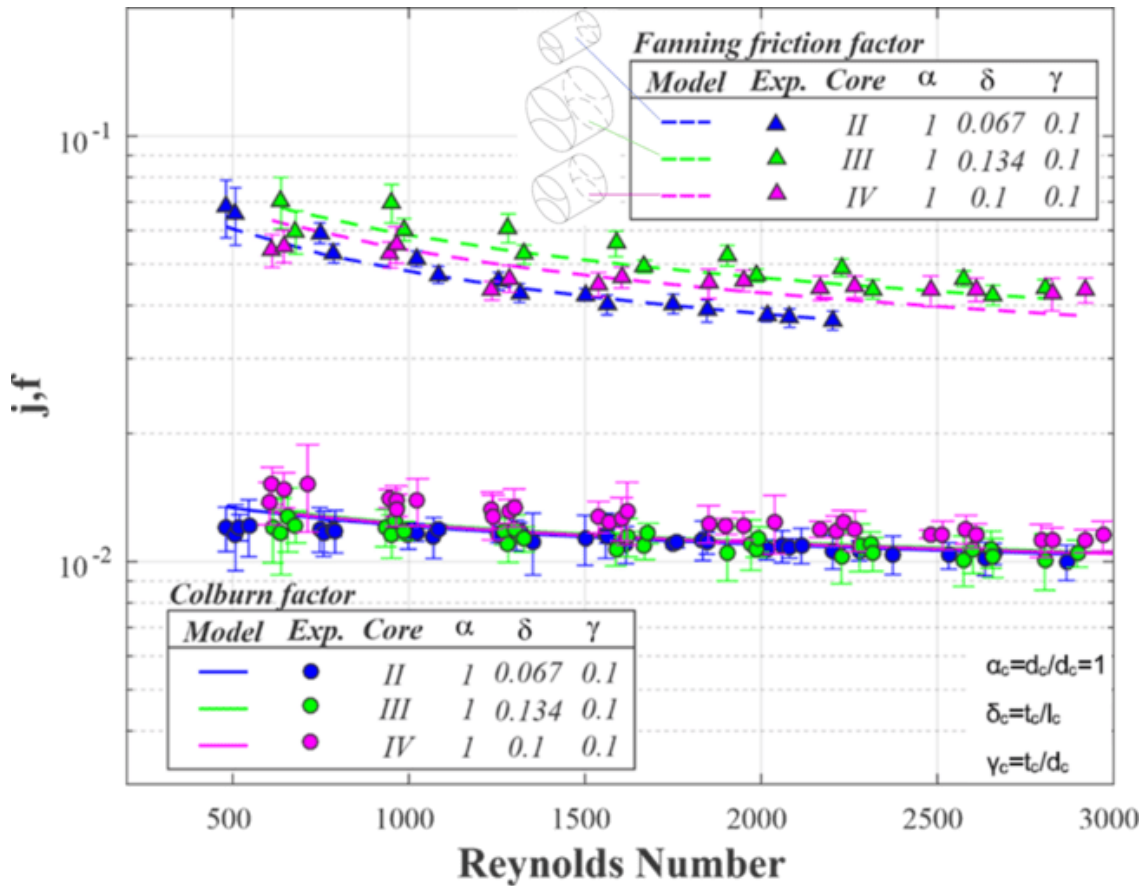 Fanning friction factor
Model Exp. Core α δ γ
II 1 0.067 0.1
III 1 0.134 0.1
IV 1 0.1 0.1
10⁻¹
j,f
10⁻²
Colburn factor
Model Exp. Core α δ γ
II 1 0.067 0.1
III 1 0.134 0.1
IV 1 0.1 0.1
α_c=d_c/d_c=1
δ_c=t_c/l_c
γ_c=t_c/d_c
500 1000 1500 2000 2500 3000
Reynolds Number